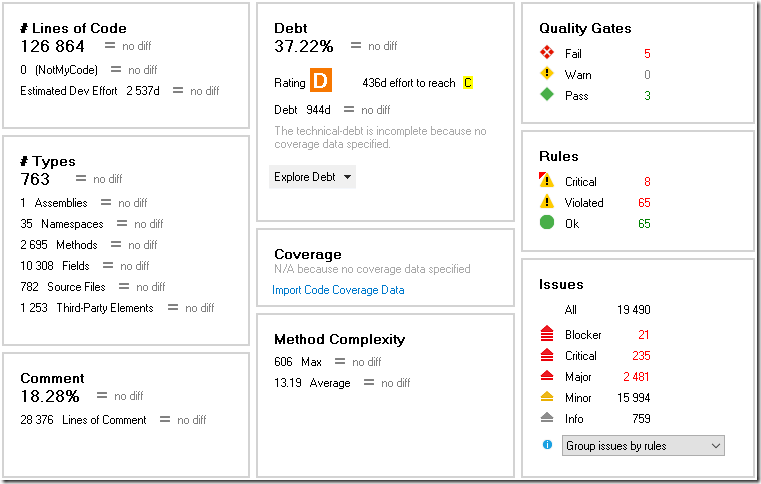 # Lines of Code
126 864 = no diff
0 (NotMyCode) = no diff
Estimated Dev Effort 2 537d = no diff
# Types
763 = no diff
1 Assemblies = no diff
35 Namespaces = no diff
2 695 Methods = no diff
10 308 Fields = no diff
782 Source Files = no diff
1 253 Third-Party Elements = no diff
Comment
18.28% = no diff
28 376 Lines of Comment = no diff
Debt
37.22% = no diff
Rating D 436d effort to reach C
Debt 944d = no diff
The technical-debt is incomplete because no
coverage data specified.
Explore Debt
Coverage
N/A because no coverage data specified
Import Code Coverage Data
Method Complexity
606 Max = no diff
13.19 Average = no diff
Quality Gates
Fail 5
Warn 0
Pass 3
Rules
Critical 8
Violated 65
Ok 65
Issues
All 19 490
Blocker 21
Critical 235
Major 2 481
Minor 15 994
Info 759
Group issues by rules